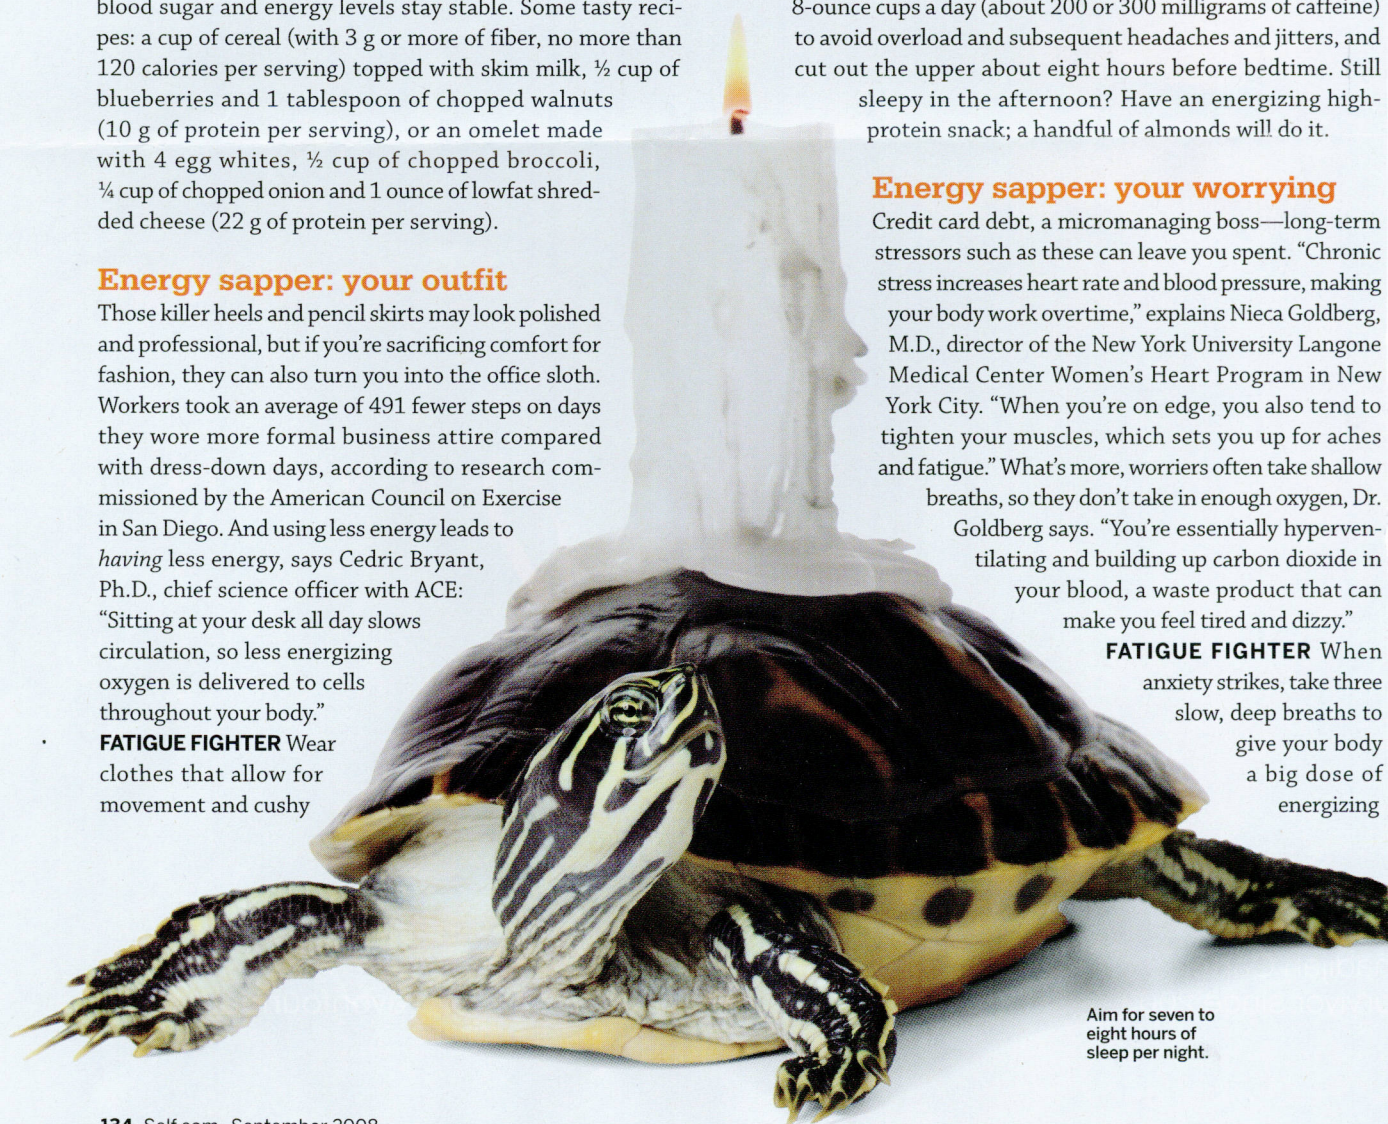 blood sugar and energy levels stay stable. Some tasty reci-
pes: a cup of cereal (with 3 g or more of fiber, no more than
120 calories per serving) topped with skim milk, ½ cup of
blueberries and 1 tablespoon of chopped walnuts
(10 g of protein per serving), or an omelet made
with 4 egg whites, ½ cup of chopped broccoli,
¼ cup of chopped onion and 1 ounce of lowfat shred-
ded cheese (22 g of protein per serving).
Energy sapper: your outfit
Those killer heels and pencil skirts may look polished
and professional, but if you're sacrificing comfort for
fashion, they can also turn you into the office sloth.
Workers took an average of 491 fewer steps on days
they wore more formal business attire compared
with dress-down days, according to research com-
missioned by the American Council on Exercise
in San Diego. And using less energy leads to
having less energy, says Cedric Bryant,
Ph.D., chief science officer with ACE:
“Sitting at your desk all day slows
circulation, so less energizing
oxygen is delivered to cells
throughout your body.”
FATIGUE FIGHTER Wear
clothes that allow for
movement and cushy
8-ounce cups a day (about 200 or 300 milligrams of caffeine)
to avoid overload and subsequent headaches and jitters, and
cut out the upper about eight hours before bedtime. Still
sleepy in the afternoon? Have an energizing high-
protein snack; a handful of almonds will do it.
Energy sapper: your worrying
Credit card debt, a micromanaging boss—long-term
stressors such as these can leave you spent. “Chronic
stress increases heart rate and blood pressure, making
your body work overtime,” explains Nieca Goldberg,
M.D., director of the New York University Langone
Medical Center Women's Heart Program in New
York City. “When you're on edge, you also tend to
tighten your muscles, which sets you up for aches
and fatigue.” What's more, worriers often take shallow
breaths, so they don't take in enough oxygen, Dr.
Goldberg says. “You're essentially hyperven-
tilating and building up carbon dioxide in
your blood, a waste product that can
make you feel tired and dizzy.”
FATIGUE FIGHTER When
anxiety strikes, take three
slow, deep breaths to
give your body
a big dose of
energizing
Aim for seven to
eight hours of
sleep per night.
134 Self.com September 2008